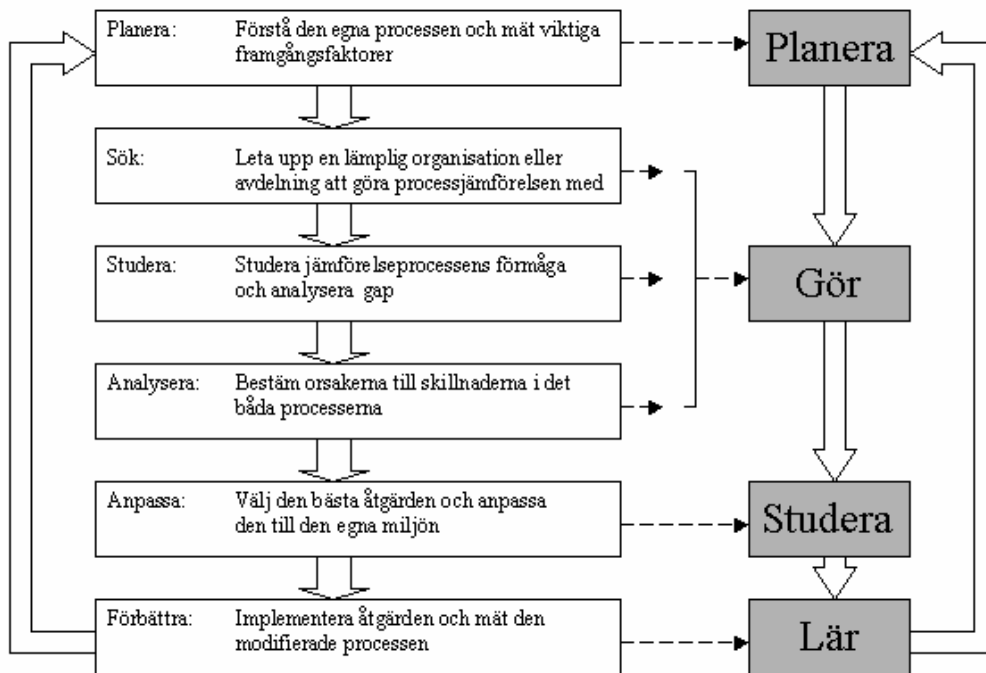 Planera: Förstå den egna processen och mät viktiga
framgångsfaktorer
Planera
Sök: Leta upp en lämplig organisation eller
avdelning att göra processjämförelsen med
Studera: Studera jämförelseprocessens förmåga
och analysera gap
Gör
Analysera: Bestäm orsakerna till skillnaderna i det
båda processerna
Anpassa: Välj den bästa åtgärden och anpassa
den till den egna miljön
Studera
Förbättra: Implementera åtgärden och mät den
modifierade processen
Lär